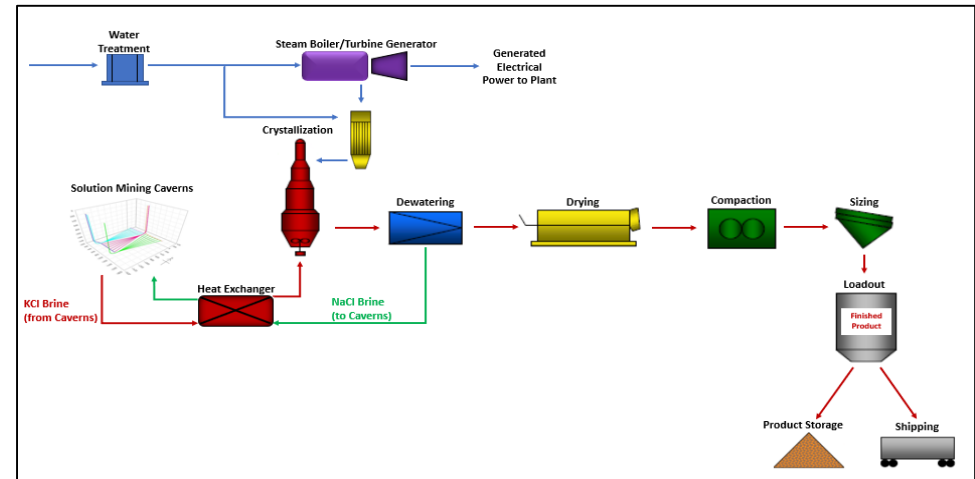 Water
Treatment
Steam Boiler/Turbine Generator
Generated
Electrical
Power to Plant
Crystallization
Solution Mining Caverns
Dewatering
Drying
Compaction
Sizing
Heat Exchanger
KCl Brine
(from Caverns)
NaCl Brine
(to Caverns)
Loadout
Finished
Product
Product Storage
Shipping